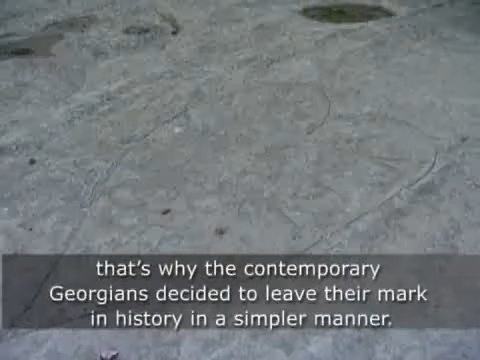 that's why the contemporary
Georgians decided to leave their mark
in history in a simpler manner.